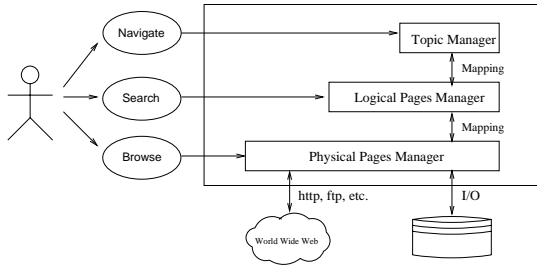 Navigate
Topic Manager
Mapping
Search
Logical Pages Manager
Mapping
Browse
Physical Pages Manager
http, ftp, etc.
I/O
World Wide Web